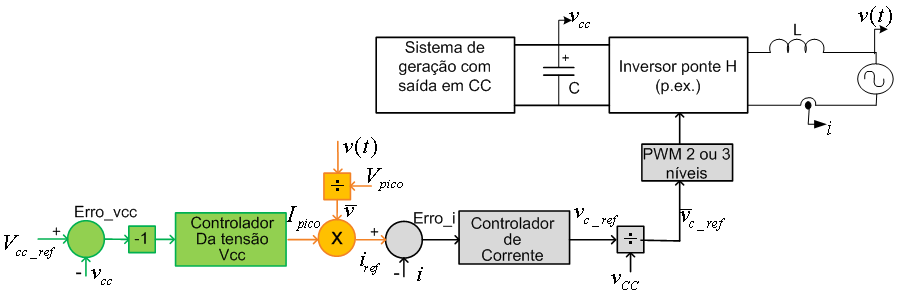 v_cc
L
v(t)
Sistema de
geração com
saída em CC
+
C
Inversor ponte H
(p.ex.)
i
v(t)
PWM 2 ou 3
níveis
÷
V_pico
v̅
Erro_vcc
Controlador
Da tensão
Vcc
I_pico
Erro_i
Controlador
de
Corrente
v_c_ref
v̅_c_ref
V_cc_ref
+
-1
X
+
÷
-
v_cc
i_ref
-
i
v_CC